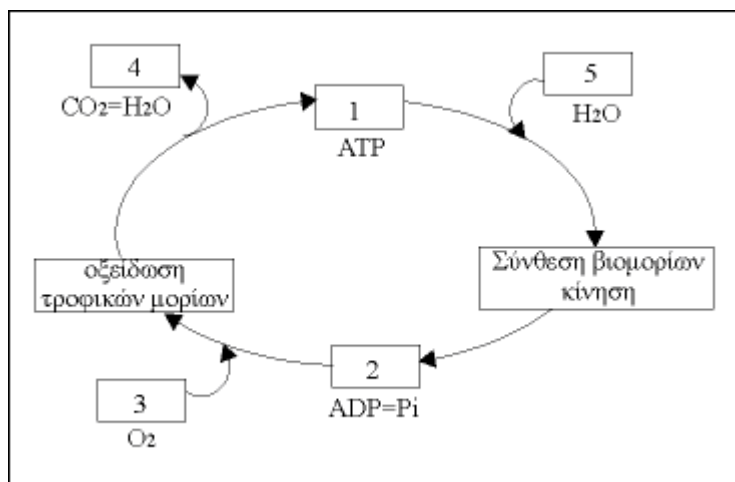 4
CO2=H2O
1
ATP
5
H2O
οξείδωση
τροφικών μορίων
Σύνθεση βιομορίων
κίνηση
3
O2
2
ADP=Pi